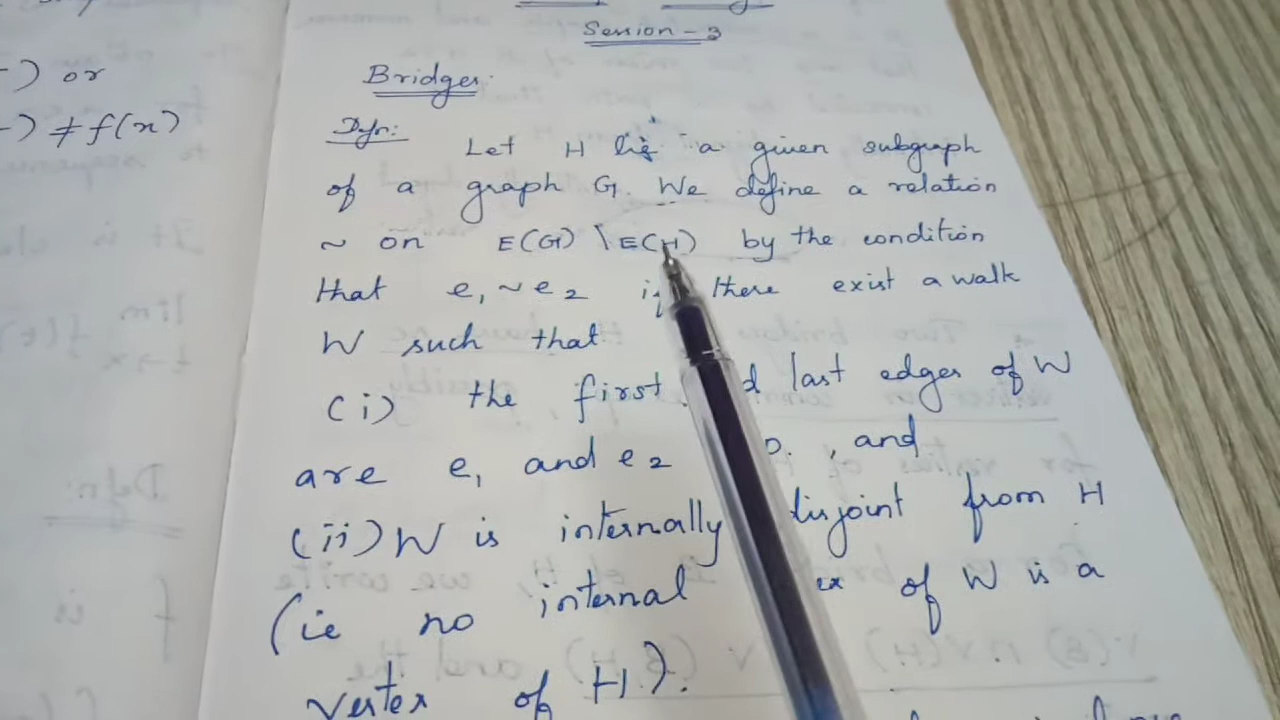 Session - 3
-) or
-) ≠ f(x)
Bridges:
Defn:
Let H be a given subgraph
of a graph G. We define a relation
~ on E(G) \ E(H) by the condition
that e₁ ~ e₂ if there exist a walk
W such that
(i) the first last edges of W
are e₁ and e₂ , and
(ii) W is internally disjoint from H
(ie no internal of W is a
vertex of H).